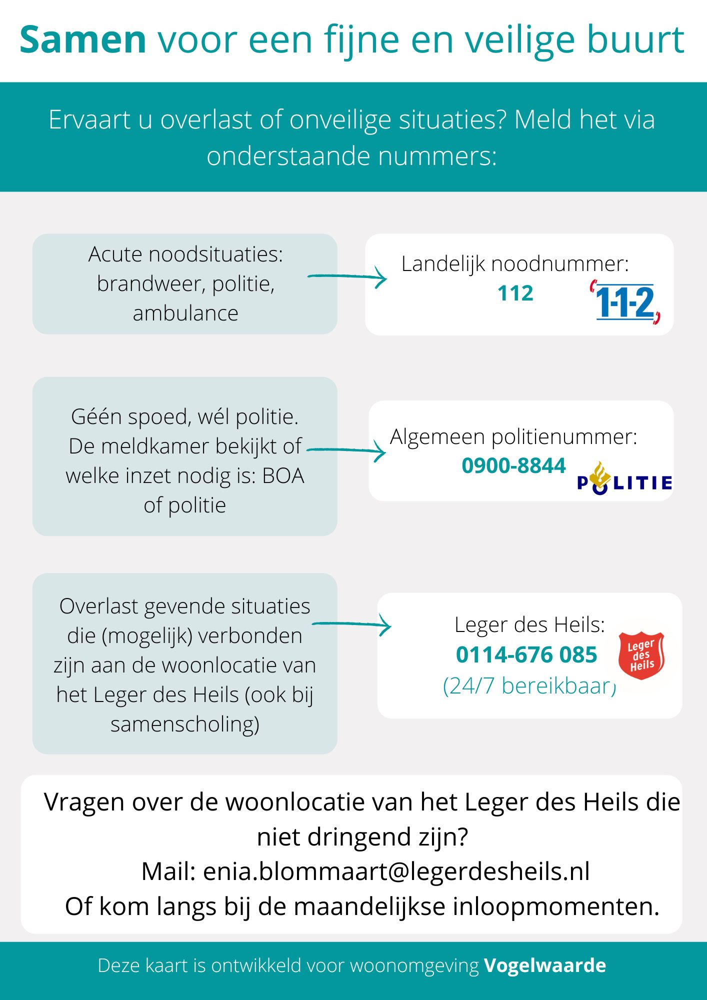 Samen voor een fijne en veilige buurt
Ervaart u overlast of onveilige situaties? Meld het via
onderstaande nummers:
Acute noodsituaties:
brandweer, politie,
ambulance
Landelijk noodnummer:
112
1-1-2
Géén spoed, wél politie.
De meldkamer bekijkt of
welke inzet nodig is: BOA
of politie
Algemeen politienummer:
0900-8844
POLITIE
Overlast gevende situaties
die (mogelijk) verbonden
zijn aan de woonlocatie van
het Leger des Heils (ook bij
samenscholing)
Leger des Heils:
0114-676 085
(24/7 bereikbaar)
Leger
des
Heils
Vragen over de woonlocatie van het Leger des Heils die
niet dringend zijn?
Mail: enia.blommaart@legerdesheils.nl
Of kom langs bij de maandelijkse inloopmomenten.
Deze kaart is ontwikkeld voor woonomgeving Vogelwaarde